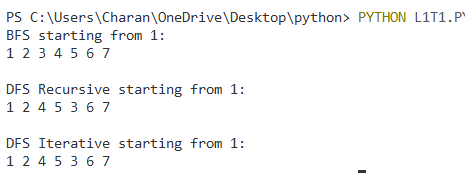 PS C:\Users\Charan\OneDrive\Desktop\python> PYTHON L1T1.PY
BFS starting from 1:
1 2 3 4 5 6 7
DFS Recursive starting from 1:
1 2 4 5 3 6 7
DFS Iterative starting from 1:
1 2 4 5 3 6 7